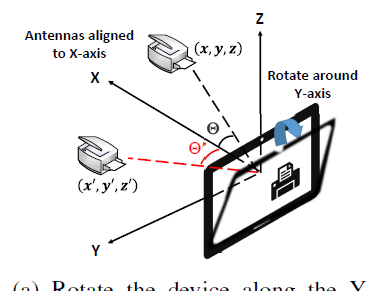 Z
Antennas aligned
to X-axis
(x, y, z)
X
Rotate around
Y-axis
Θ
Θ'
(x', y', z')
Y
(a) Rotate the device along the Y